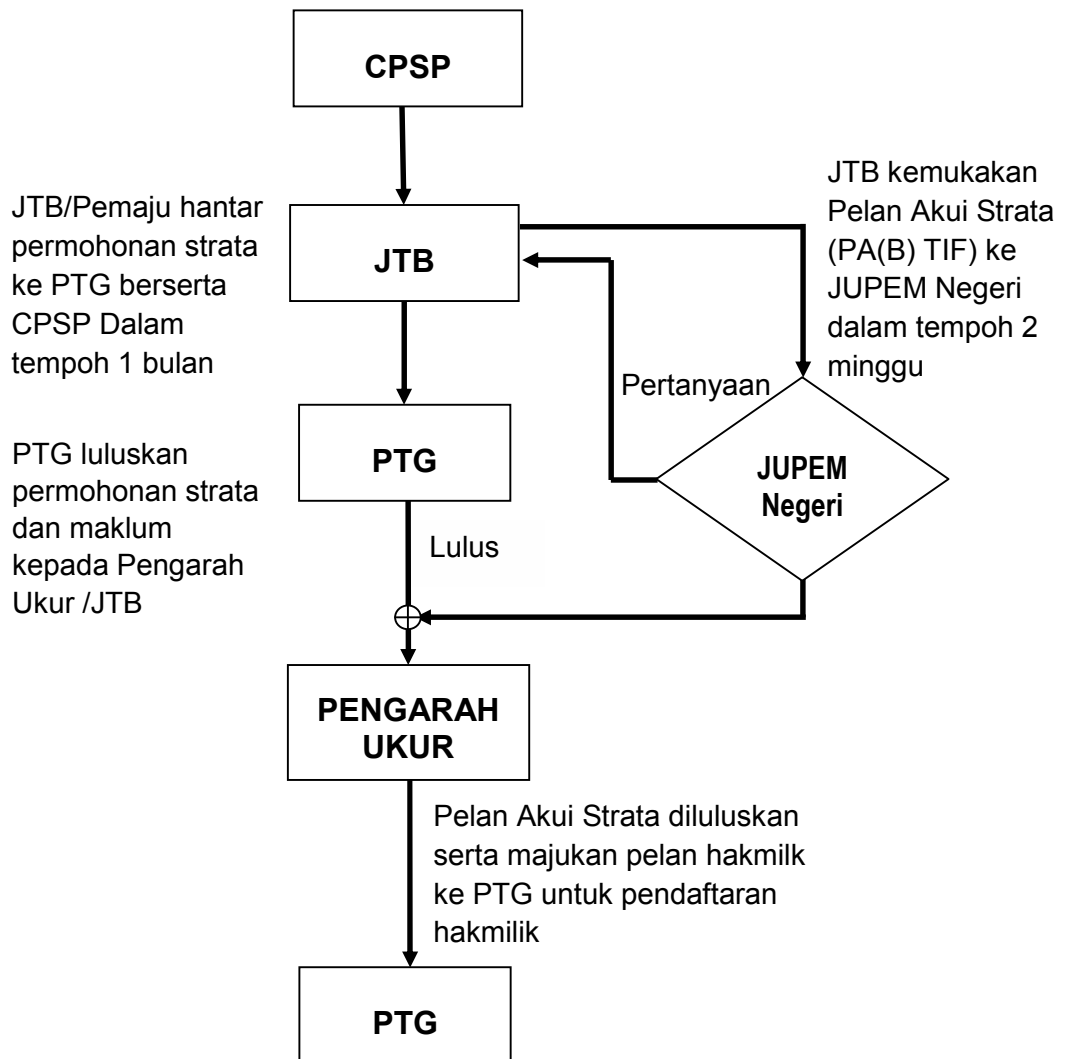 CPSP
JTB/Pemaju hantar
permohonan strata
ke PTG berserta
CPSP Dalam
tempoh 1 bulan
JTB
JTB kemukakan
Pelan Akui Strata
(PA(B) TIF) ke
JUPEM Negeri
dalam tempoh 2
minggu
Pertanyaan
PTG luluskan
permohonan strata
dan maklum
kepada Pengarah
Ukur /JTB
PTG
JUPEM
Negeri
Lulus
PENGARAH
UKUR
Pelan Akui Strata diluluskan
serta majukan pelan hakmilk
ke PTG untuk pendaftaran
hakmilik
PTG